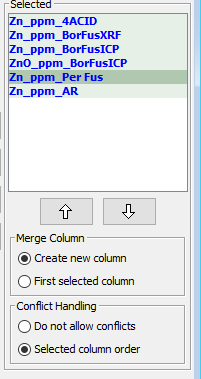 Selected
Zn_ppm_4ACID
Zn_ppm_BorFusXRF
Zn_ppm_BorFusICP
ZnO_ppm_BorFusICP
Zn_ppm_Per Fus
Zn_ppm_AR
Merge Column
Create new column
First selected column
Conflict Handling
Do not allow conflicts
Selected column order